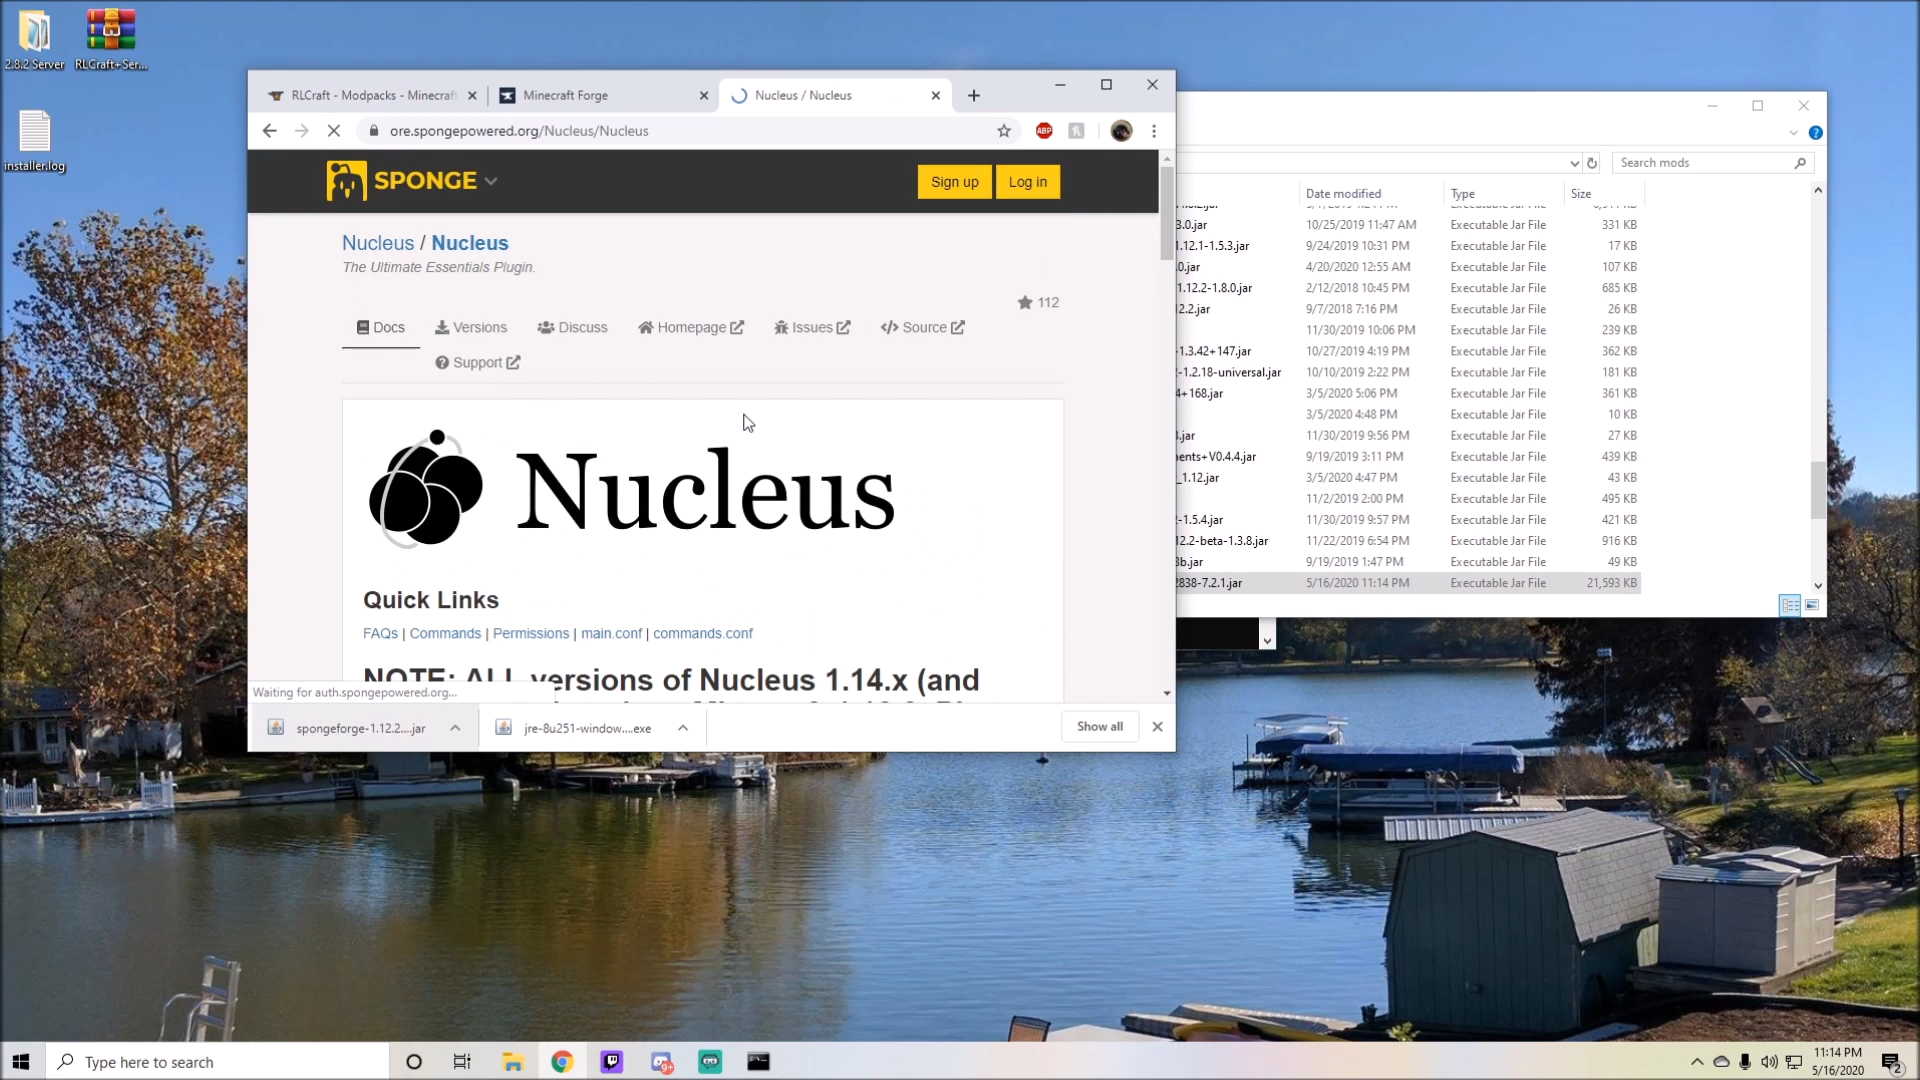 2.8.2 Server
RLCraft+Ser...
installer.log
RLCraft - Modpacks - Minecraft
Minecraft Forge
Nucleus / Nucleus
ore.spongepowered.org/Nucleus/Nucleus
ABP
SPONGE
Sign up
Log in
Nucleus / Nucleus
The Ultimate Essentials Plugin.
112
Docs
Versions
Discuss
Homepage
Issues
Source
Support
Nucleus
Quick Links
FAQs | Commands | Permissions | main.conf | commands.conf
NOTE: ALL versions of Nucleus 1.14.x (and
Waiting for auth.spongepowered.org...
spongeforge-1.12.2....jar
jre-8u251-window....exe
Show all
Search mods
Date modified Type Size
3.0.jar 10/25/2019 11:47 AM Executable Jar File 331 KB
1.12.1-1.5.3.jar 9/24/2019 10:31 PM Executable Jar File 17 KB
.0.jar 4/20/2020 12:55 AM Executable Jar File 107 KB
1.12.2-1.8.0.jar 2/12/2018 10:45 PM Executable Jar File 685 KB
2.2.jar 9/7/2018 7:16 PM Executable Jar File 26 KB
11/30/2019 10:06 PM Executable Jar File 239 KB
-1.3.42+147.jar 10/27/2019 4:19 PM Executable Jar File 362 KB
2-1.2.18-universal.jar 10/10/2019 2:22 PM Executable Jar File 181 KB
4+168.jar 3/5/2020 5:06 PM Executable Jar File 361 KB
3/5/2020 4:48 PM Executable Jar File 10 KB
3.jar 11/30/2019 9:56 PM Executable Jar File 27 KB
ents+V0.4.4.jar 9/19/2019 3:11 PM Executable Jar File 439 KB
_1.12.jar 3/5/2020 4:47 PM Executable Jar File 43 KB
11/2/2019 2:00 PM Executable Jar File 495 KB
2-1.5.4.jar 11/30/2019 9:57 PM Executable Jar File 421 KB
12.2-beta-1.3.8.jar 11/22/2019 6:54 PM Executable Jar File 916 KB
3b.jar 9/19/2019 1:47 PM Executable Jar File 49 KB
2838-7.2.1.jar 5/16/2020 11:14 PM Executable Jar File 21,593 KB
Type here to search
9+
11:14 PM
5/16/2020
2